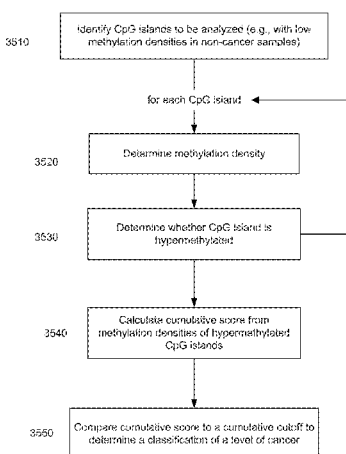 3510
Identify CpG islands to be analyzed (e.g., with low
methylation densities in non-cancer samples)
for each CpG island
3520
Determine methylation density
3530
Determine whether CpG island is
hypermethylated
3540
Calculate cumulative score from
methylation densities of hypermethylated
CpG islands
3550
Compare cumulative score to a cumulative cutoff to
determine a classification of a level of cancer